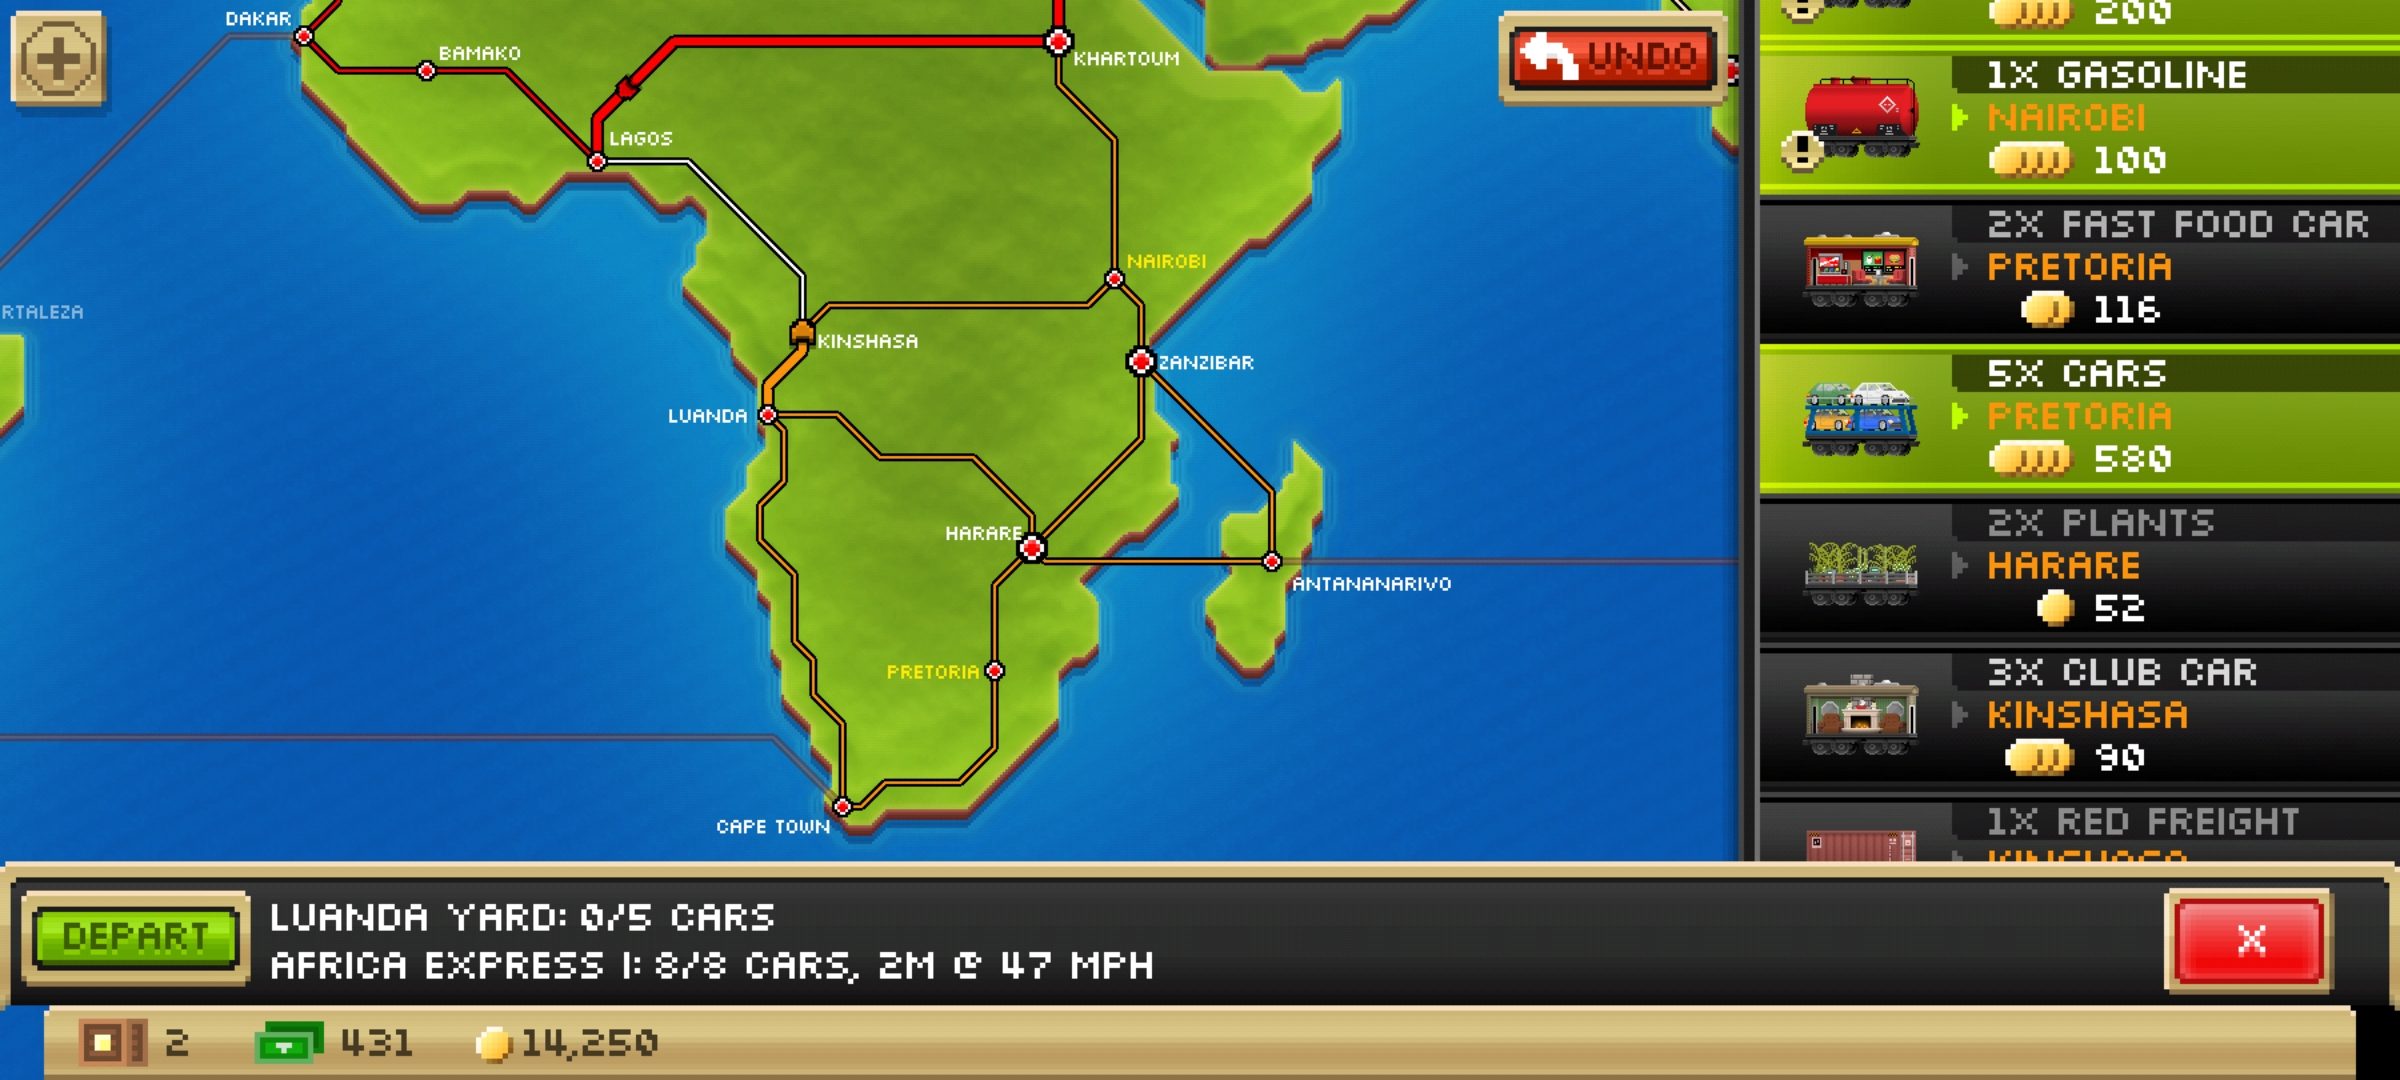 DAKAR
BAMAKO
KHARTOUM
LAGOS
NAIROBI
RTALEZA
KINSHASA
ZANZIBAR
LUANDA
HARARE
ANTANANARIVO
PRETORIA
CAPE TOWN
UNDO
200
1X GASOLINE
NAIROBI
100
2X FAST FOOD CAR
PRETORIA
116
5X CARS
PRETORIA
580
2X PLANTS
HARARE
52
3X CLUB CAR
KINSHASA
90
1X RED FREIGHT
KINSHASA
DEPART
LUANDA YARD: 0/5 CARS
AFRICA EXPRESS I: 8/8 CARS, 2M @ 47 MPH
X
2
431
14,250